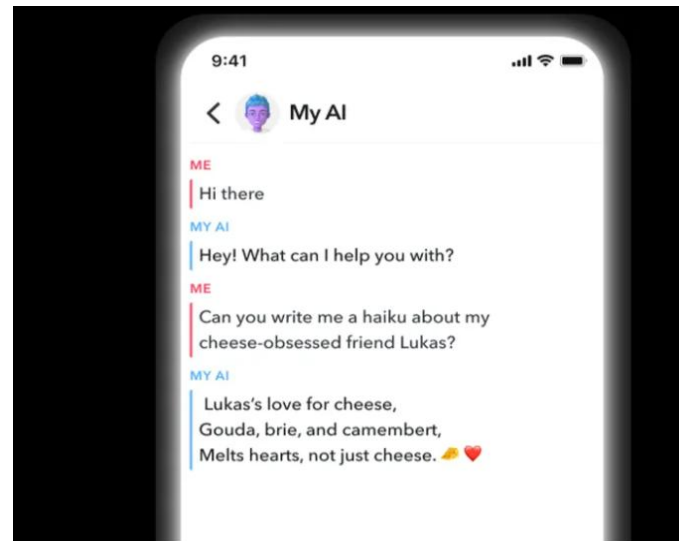 9:41
My AI
ME
Hi there
MY AI
Hey! What can I help you with?
ME
Can you write me a haiku about my
cheese-obsessed friend Lukas?
MY AI
Lukas's love for cheese,
Gouda, brie, and camembert,
Melts hearts, not just cheese. 🧀 ❤️